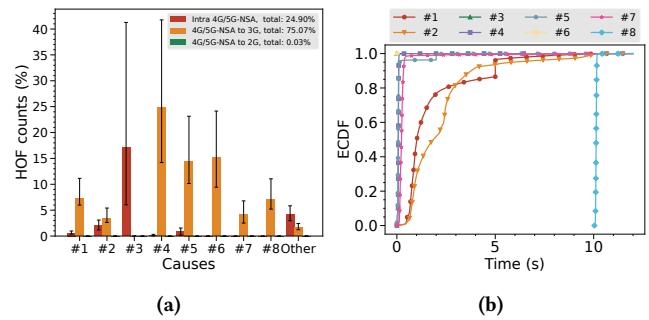 Intra 4G/5G-NSA, total: 24.90%
4G/5G-NSA to 3G, total: 75.07%
4G/5G-NSA to 2G, total: 0.03%
HOF counts (%)
40
35
30
25
20
15
10
5
0
#1 #2 #3 #4 #5 #6 #7 #8 Other
Causes
(a)
#1 #3 #5 #7
#2 #4 #6 #8
ECDF
1.0
0.8
0.6
0.4
0.2
0.0
0 5 10
Time (s)
(b)